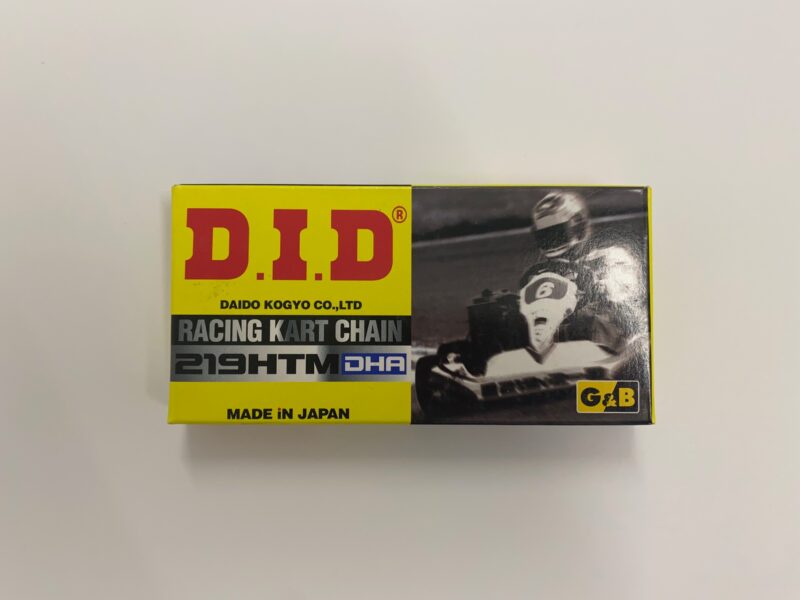 D.I.D®
DAIDO KOGYO CO.,LTD
RACING KART CHAIN
219HTM DHA
MADE iN JAPAN
6
G&B